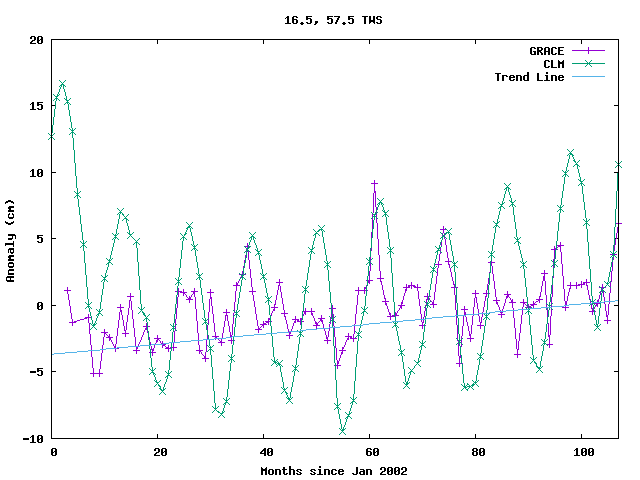 16.5, 57.5 TWS
GRACE
CLM
Trend Line
20
15
10
5
0
-5
-10
Anomaly (cm)
0 20 40 60 80 100
Months since Jan 2002